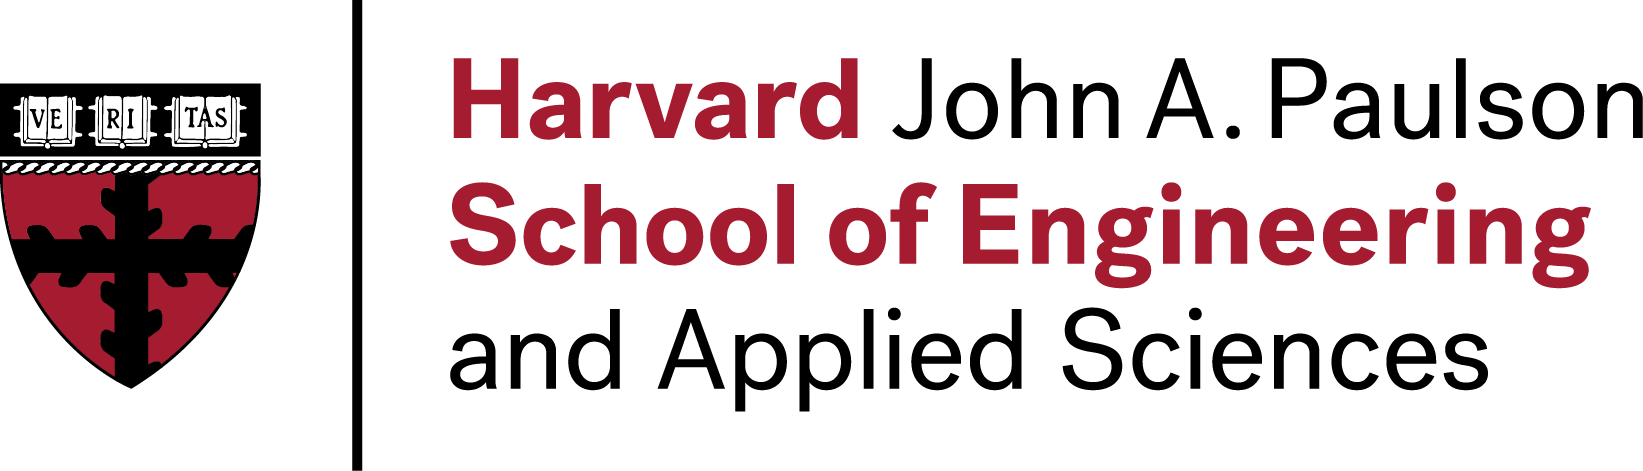 VE RI TAS
Harvard John A. Paulson
School of Engineering
and Applied Sciences